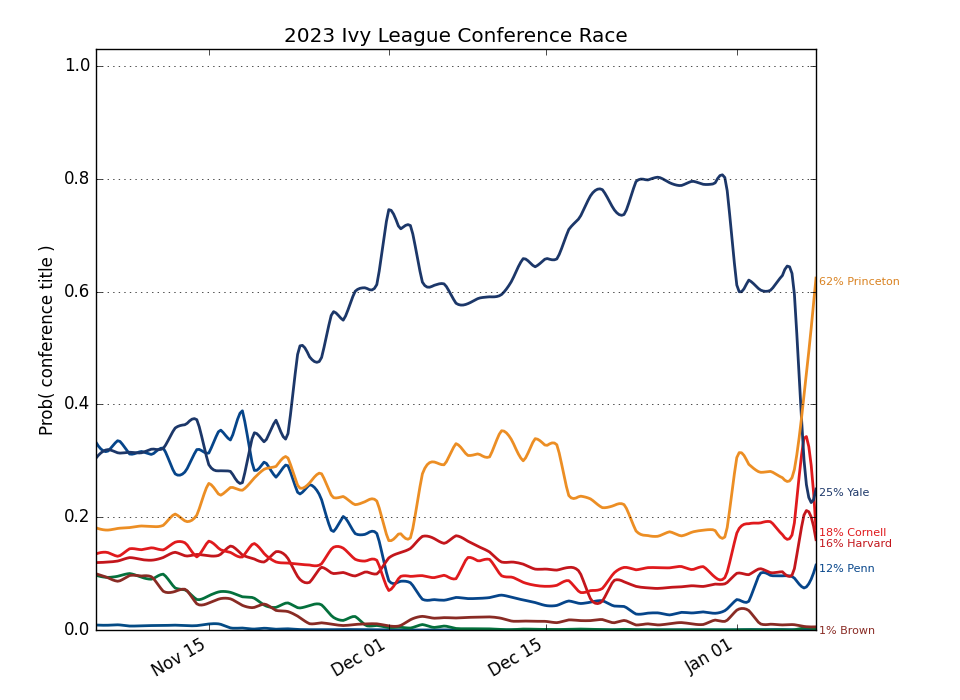 2023 Ivy League Conference Race
Prob( conference title )
1.0
0.8
0.6
0.4
0.2
0.0
Nov 15
Dec 01
Dec 15
Jan 01
62% Princeton
25% Yale
18% Cornell
16% Harvard
12% Penn
1% Brown